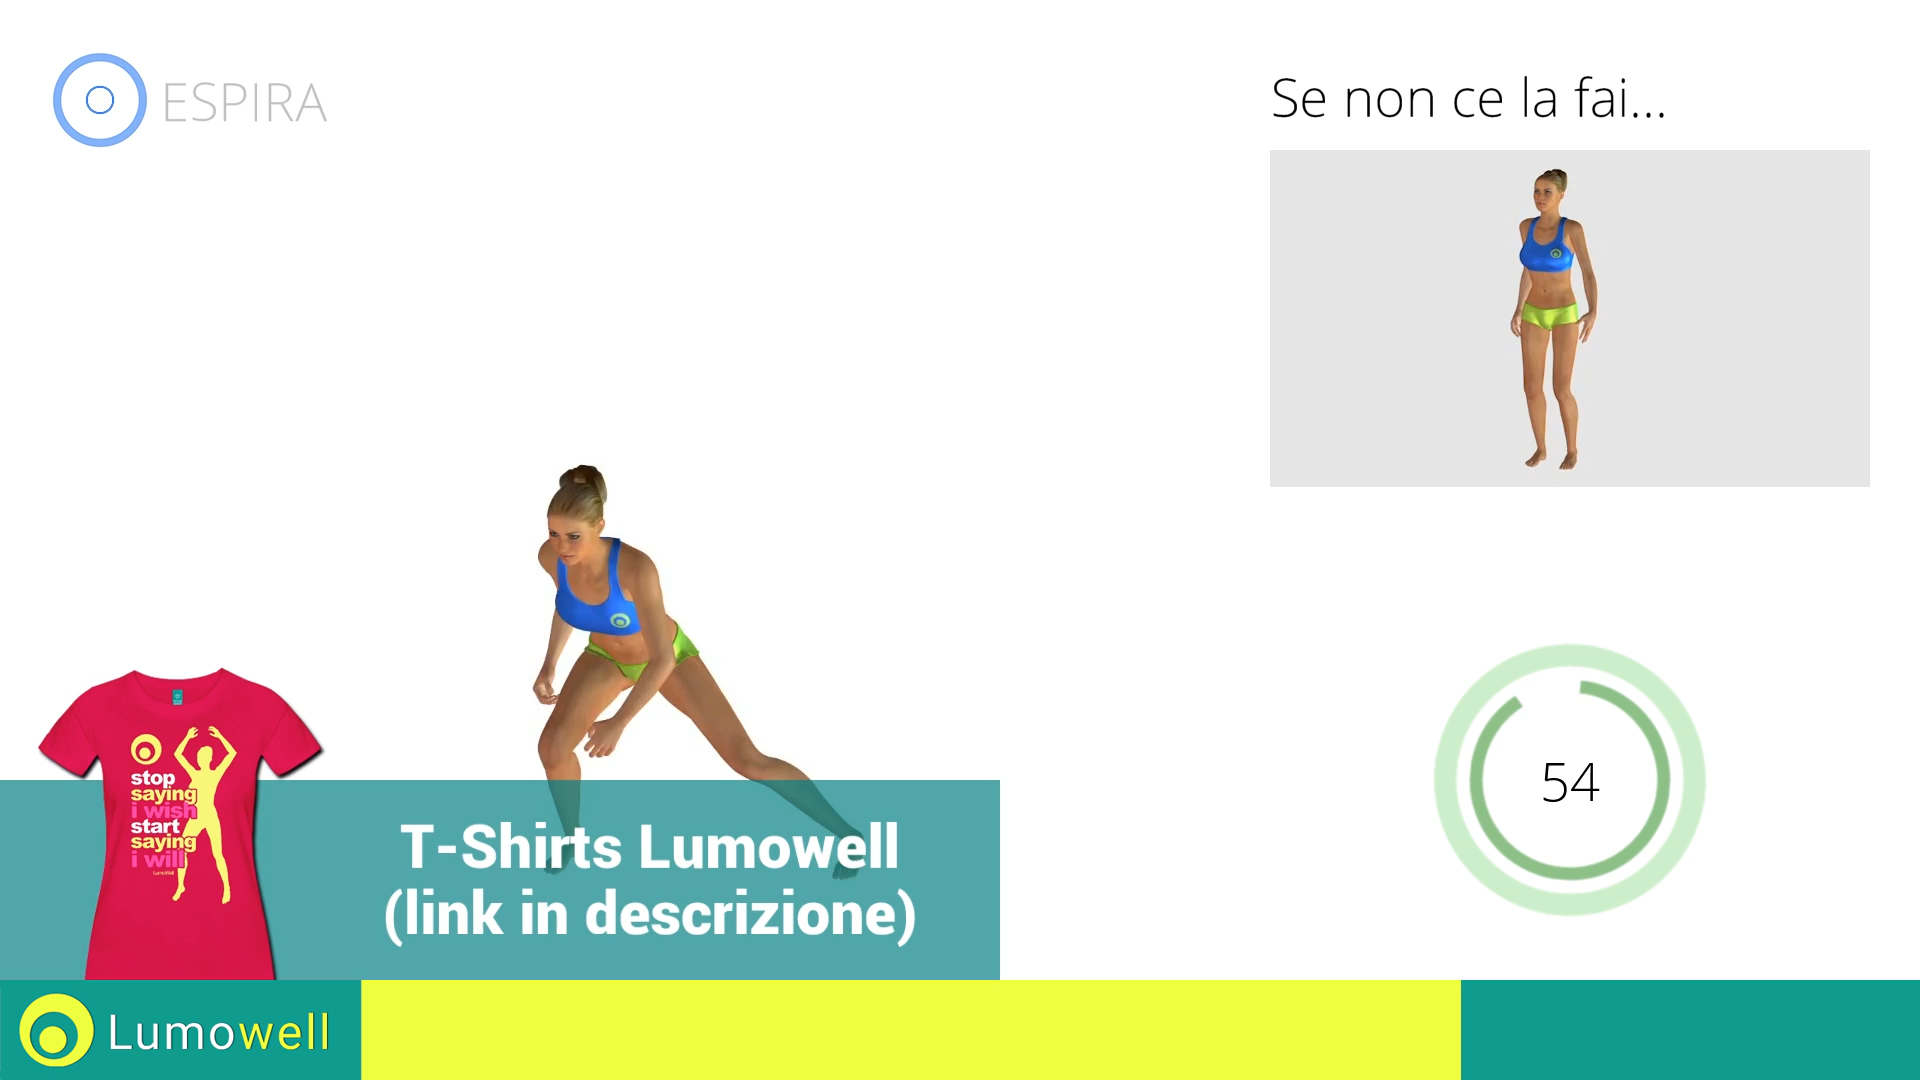 ESPIRA
Se non ce la fai...
54
stop
saying
i wish
start
saying
i will
LumoWell
T-Shirts Lumowell
(link in descrizione)
Lumowell